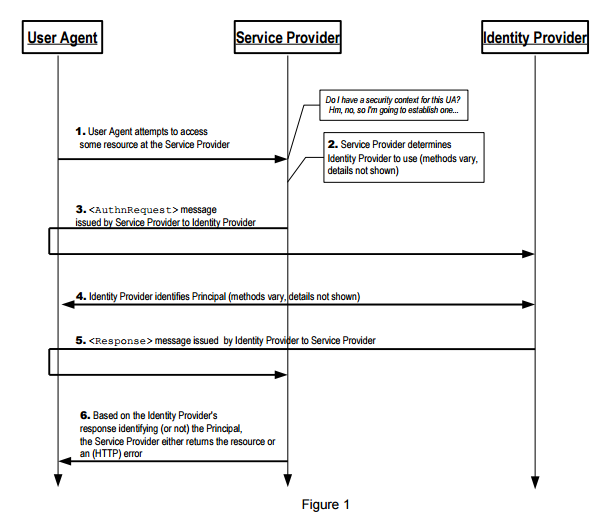 User Agent
Service Provider
Identity Provider
Do I have a security context for this UA?
Hm, no, so I'm going to establish one...
1. User Agent attempts to access
some resource at the Service Provider
2. Service Provider determines
Identity Provider to use (methods vary,
details not shown)
3. <AuthnRequest> message
issued by Service Provider to Identity Provider
4. Identity Provider identifies Principal (methods vary, details not shown)
5. <Response> message issued by Identity Provider to Service Provider
6. Based on the Identity Provider's
response identifying (or not) the Principal,
the Service Provider either returns the resource or
an (HTTP) error
Figure 1